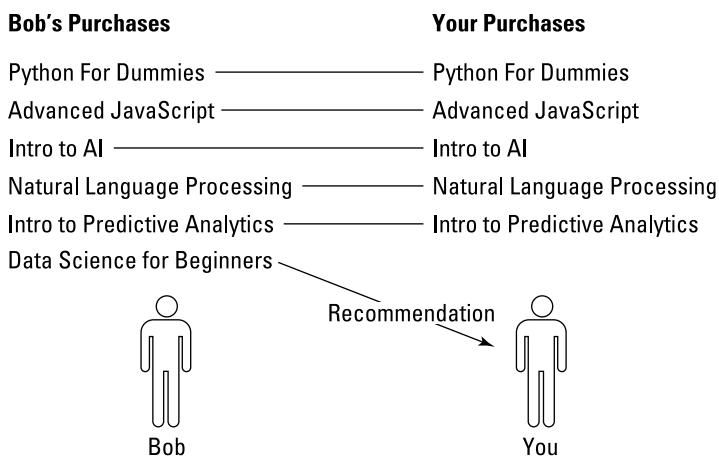 Bob's Purchases
Your Purchases
Python For Dummies
Python For Dummies
Advanced JavaScript
Advanced JavaScript
Intro to AI
Intro to AI
Natural Language Processing
Natural Language Processing
Intro to Predictive Analytics
Intro to Predictive Analytics
Data Science for Beginners
Recommendation
Bob
You